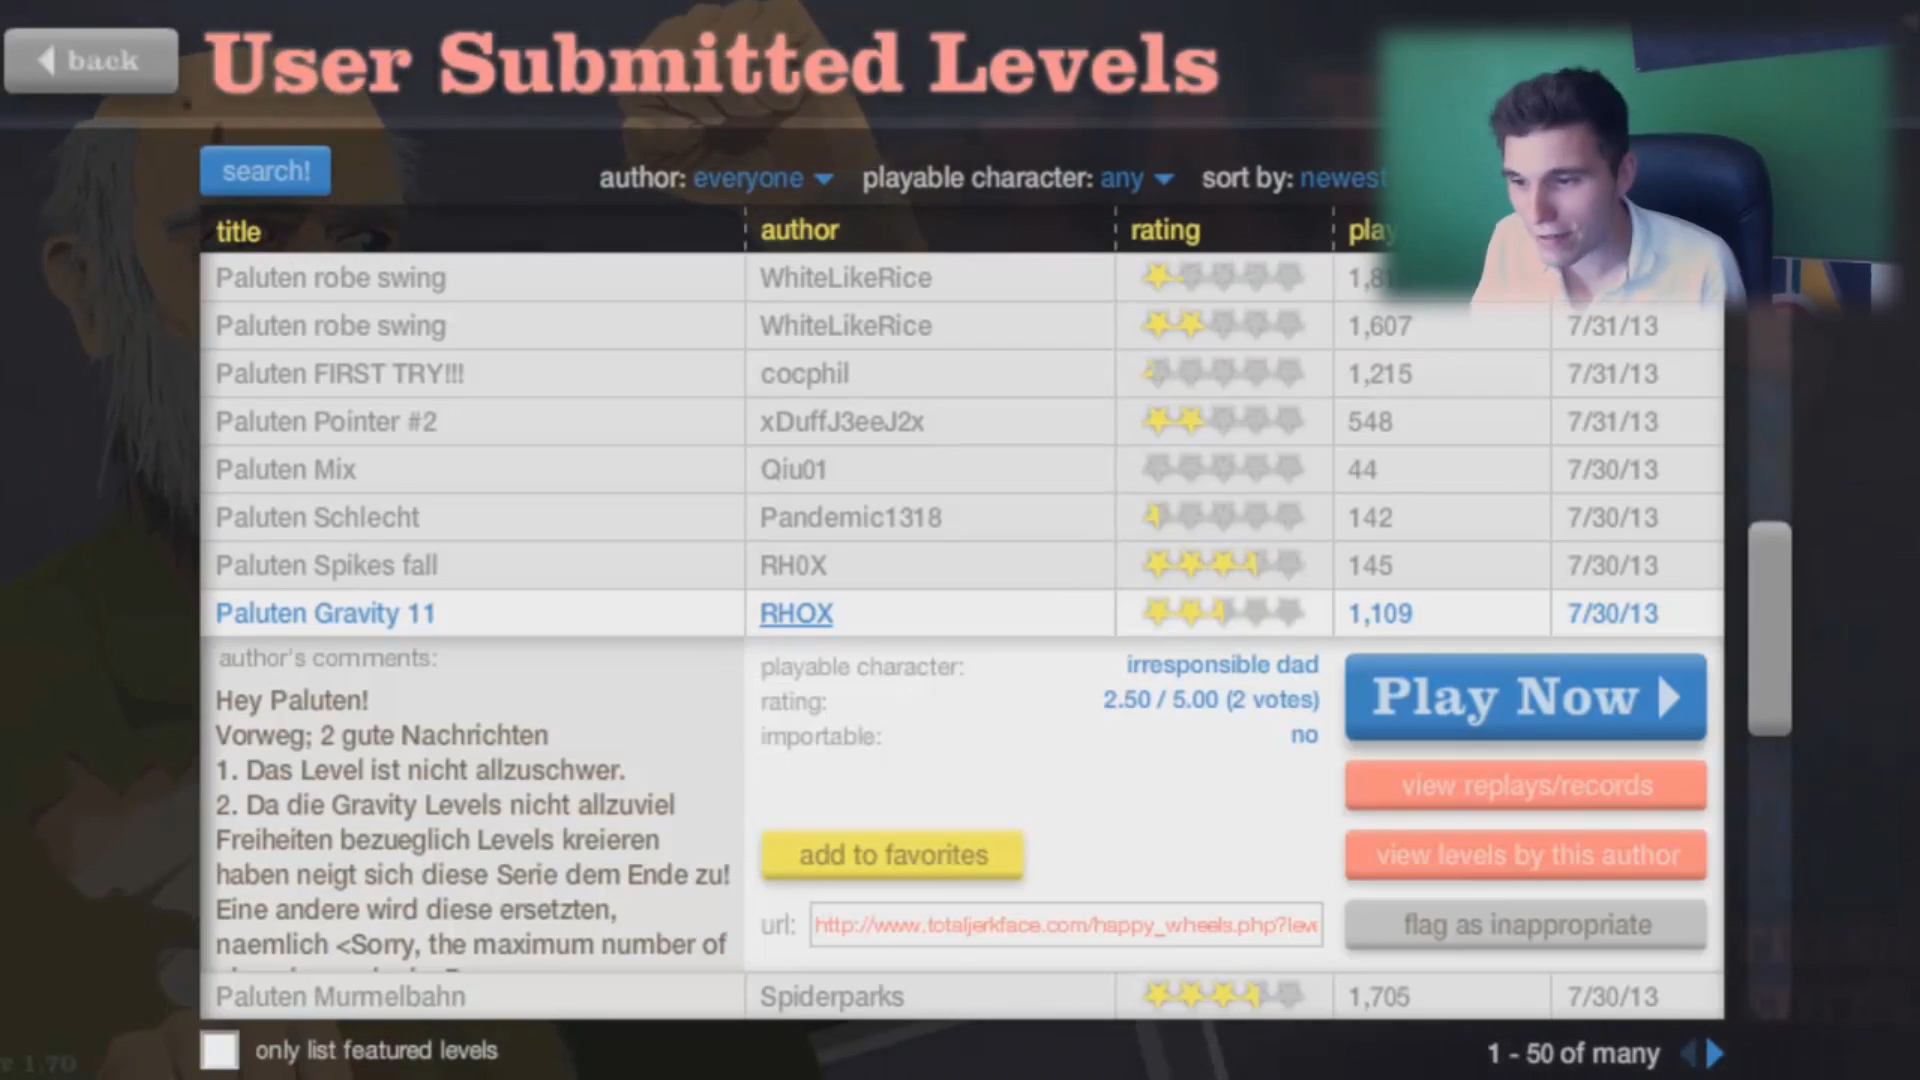 back
User Submitted Levels
search!
author: everyone playable character: any sort by: newest
title author rating play
Paluten robe swing WhiteLikeRice 1,8
Paluten robe swing WhiteLikeRice 1,607 7/31/13
Paluten FIRST TRY!!! cocphil 1,215 7/31/13
Paluten Pointer #2 xDuffJ3eeJ2x 548 7/31/13
Paluten Mix Qiu01 44 7/30/13
Paluten Schlecht Pandemic1318 142 7/30/13
Paluten Spikes fall RH0X 145 7/30/13
Paluten Gravity 11 RHOX 1,109 7/30/13
author's comments:
Hey Paluten!
Vorweg; 2 gute Nachrichten
1. Das Level ist nicht allzuschwer.
2. Da die Gravity Levels nicht allzuviel
Freiheiten bezueglich Levels kreieren
haben neigt sich diese Serie dem Ende zu!
Eine andere wird diese ersetzten,
naemlich <Sorry, the maximum number of
playable character: irresponsible dad
rating: 2.50 / 5.00 (2 votes)
importable: no
add to favorites
url: http://www.totaljerkface.com/happy_wheels.php?leve
Play Now
view replays/records
view levels by this author
flag as inappropriate
Paluten Murmelbahn Spiderparks 1,705 7/30/13
only list featured levels
1 - 50 of many
v 1.70